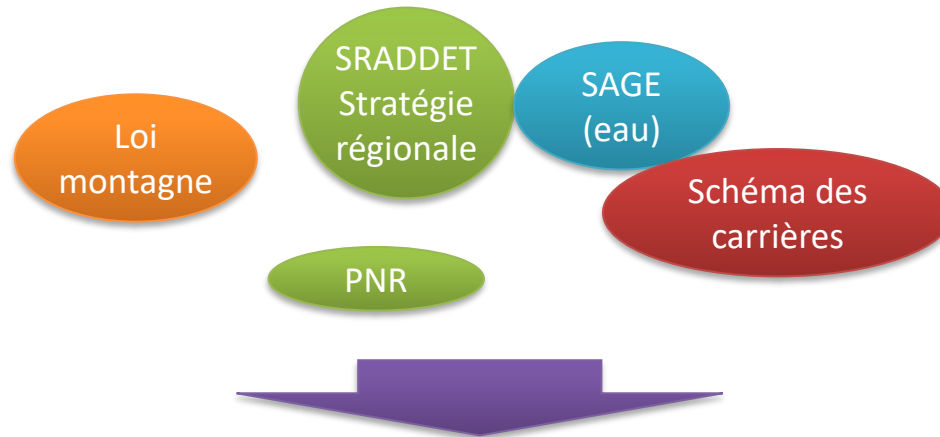 SRADDET
Stratégie
régionale
SAGE
(eau)
Loi
montagne
Schéma des
carrières
PNR